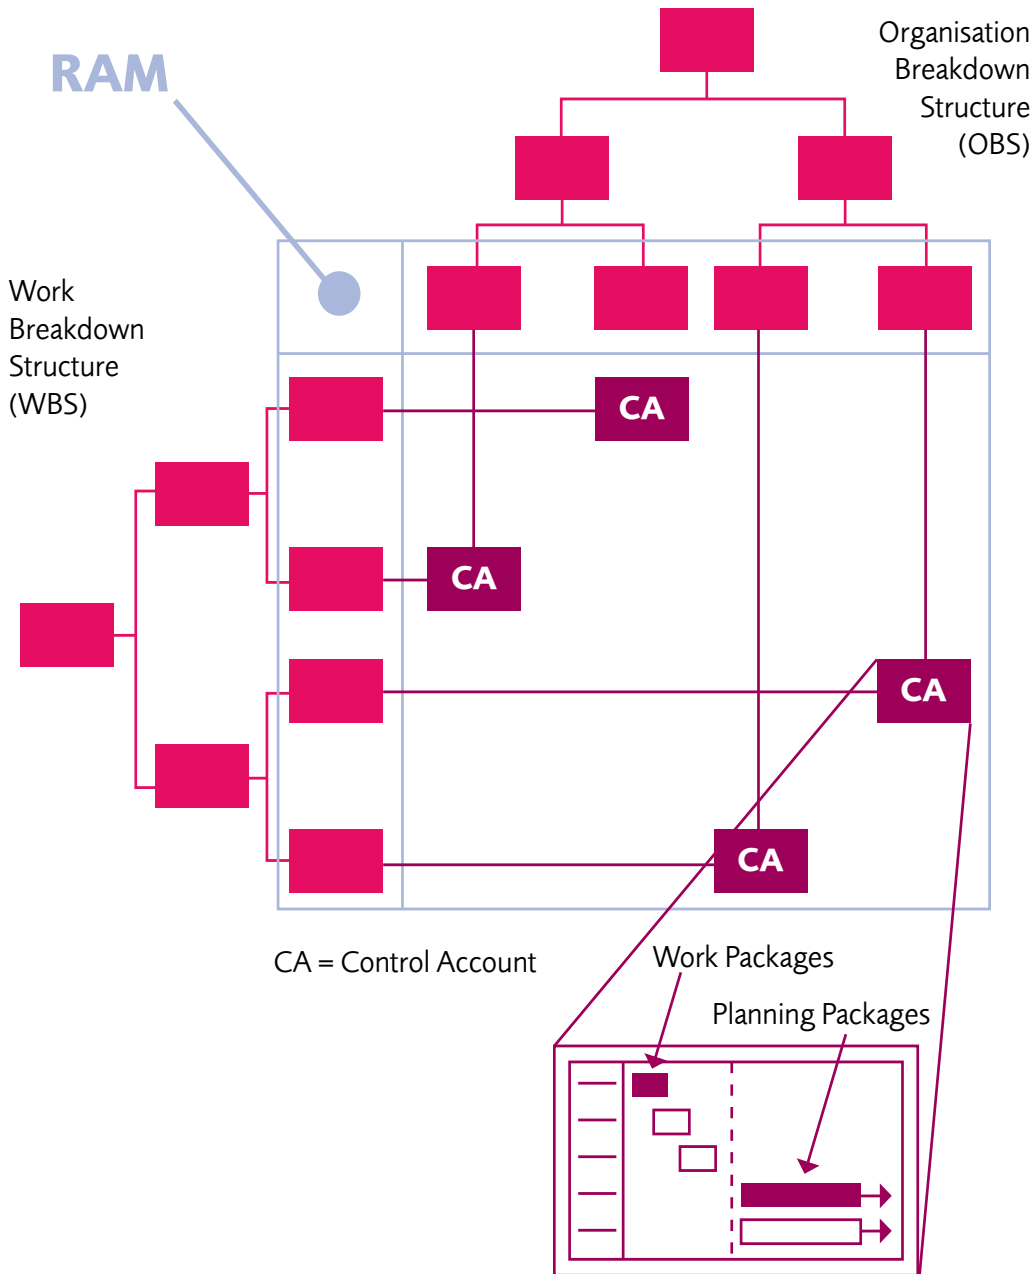 RAM
Organisation
Breakdown
Structure
(OBS)
Work
Breakdown
Structure
(WBS)
CA
CA
CA
CA
CA = Control Account
Work Packages
Planning Packages